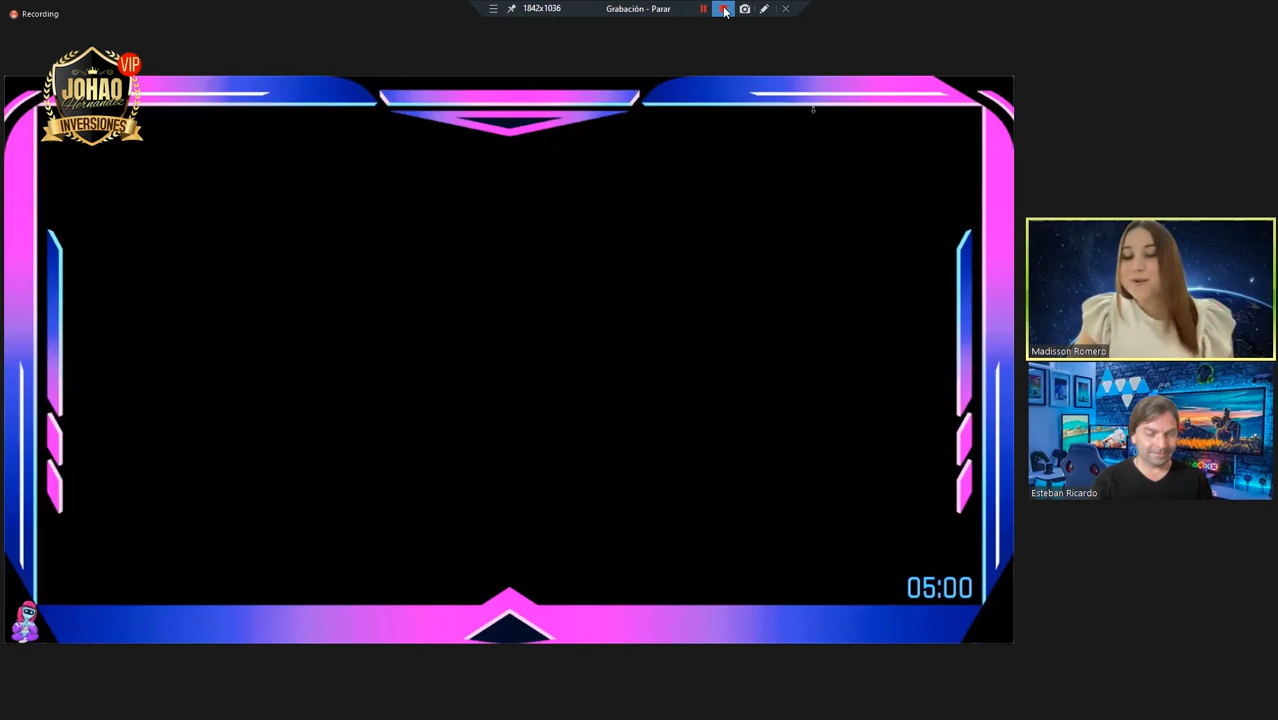 Recording
1842x1036
Grabación - Parar
VIP
JOHAO
Hernandez
INVERSIONES
Madisson Romero
Esteban Ricardo
05:00